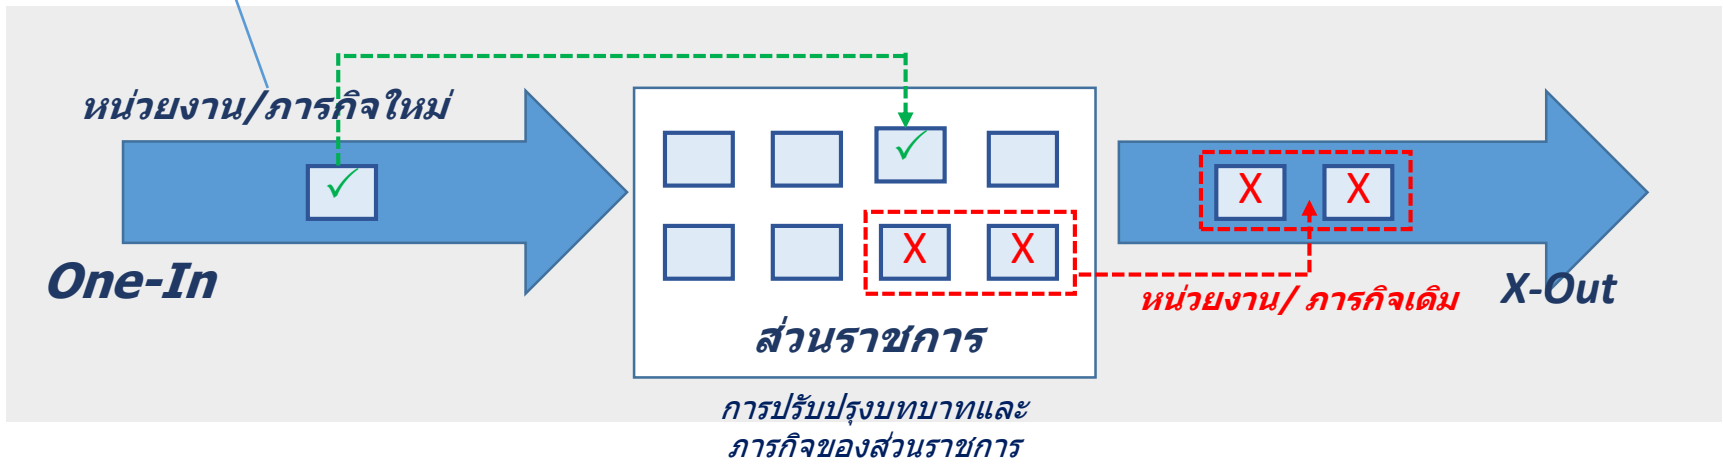 หน่วยงาน/ภารกิจใหม่
✓
✓
X X
X X
One-In
หน่วยงาน/ ภารกิจเดิม
X-Out
ส่วนราชการ
การปรับปรุงบทบาทและ
ภารกิจของส่วนราชการ